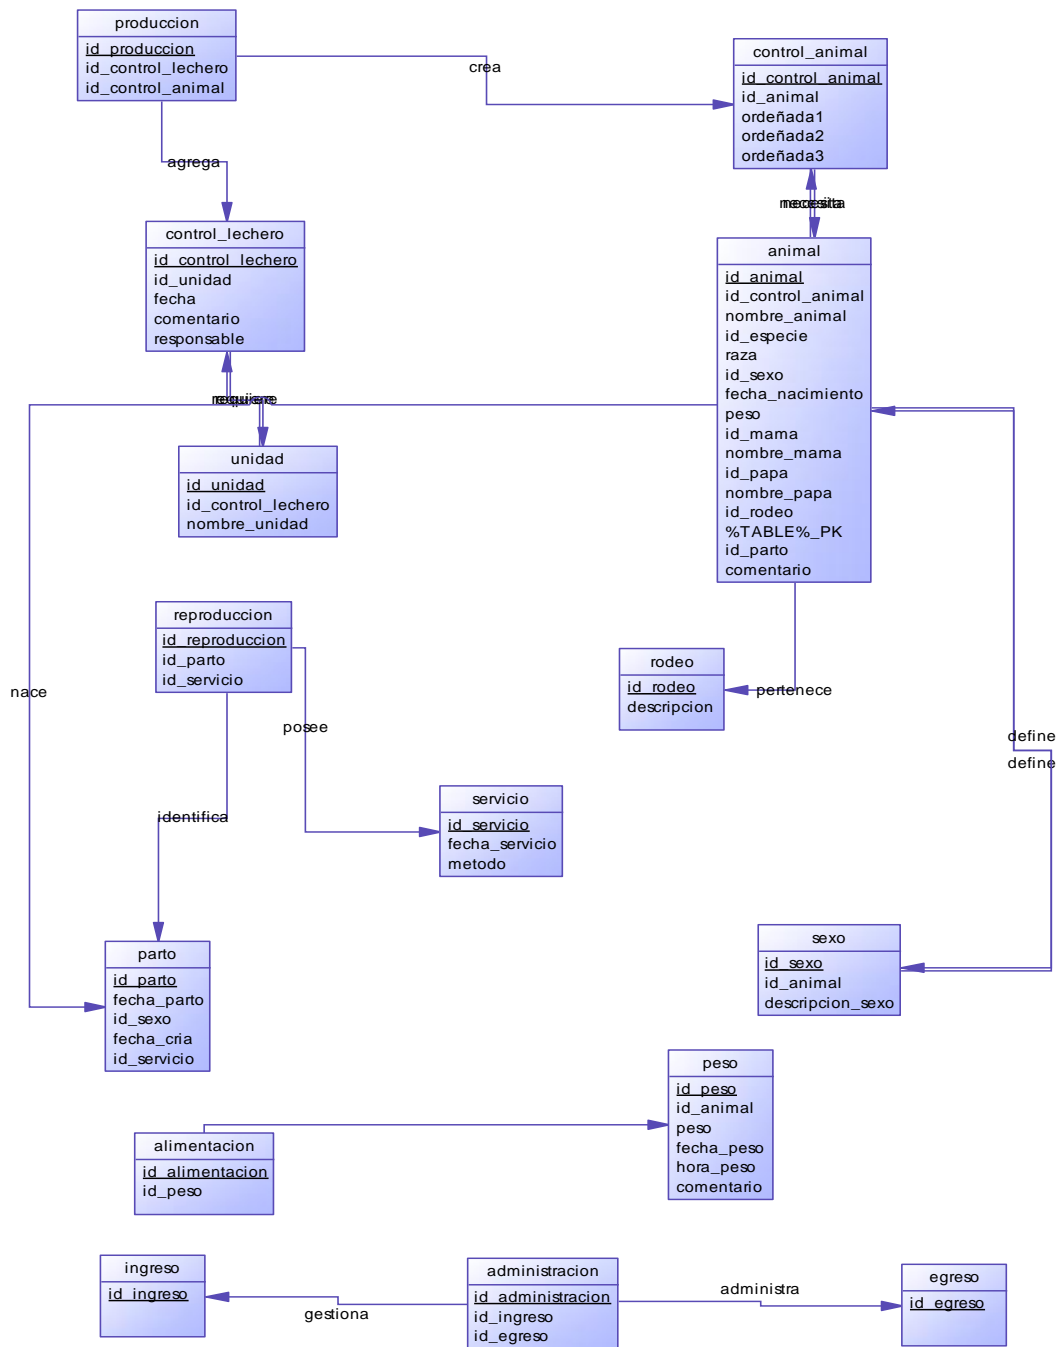 produccion
id_produccion
id_control_lechero
id_control_animal
crea
control_animal
id_control_animal
id_animal
ordeñada1
ordeñada2
ordeñada3
agrega
necesita
control_lechero
id_control_lechero
id_unidad
fecha
comentario
responsable
animal
id_animal
id_control_animal
nombre_animal
id_especie
raza
id_sexo
fecha_nacimiento
peso
id_mama
nombre_mama
id_papa
nombre_papa
id_rodeo
%TABLE%_PK
id_parto
comentario
unidad
id_unidad
id_control_lechero
nombre_unidad
reproduccion
id_reproduccion
id_parto
id_servicio
nace
posee
rodeo
id_rodeo
descripcion
pertenece
define
define
identifica
servicio
id_servicio
fecha_servicio
metodo
parto
id_parto
fecha_parto
id_sexo
fecha_cria
id_servicio
sexo
id_sexo
id_animal
descripcion_sexo
peso
id_peso
id_animal
peso
fecha_peso
hora_peso
comentario
alimentacion
id_alimentacion
id_peso
ingreso
id_ingreso
gestiona
administracion
id_administracion
id_ingreso
id_egreso
administra
egreso
id_egreso